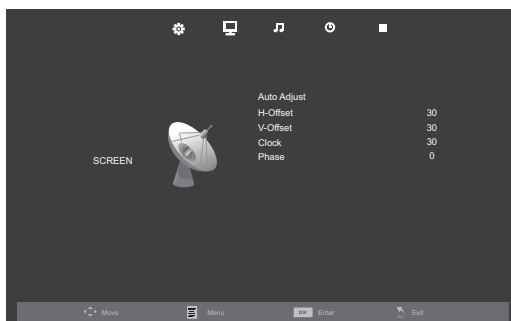 Auto Adjust
H-Offset 30
V-Offset 30
Clock 30
Phase 0
SCREEN
Move Menu OK Enter Exit